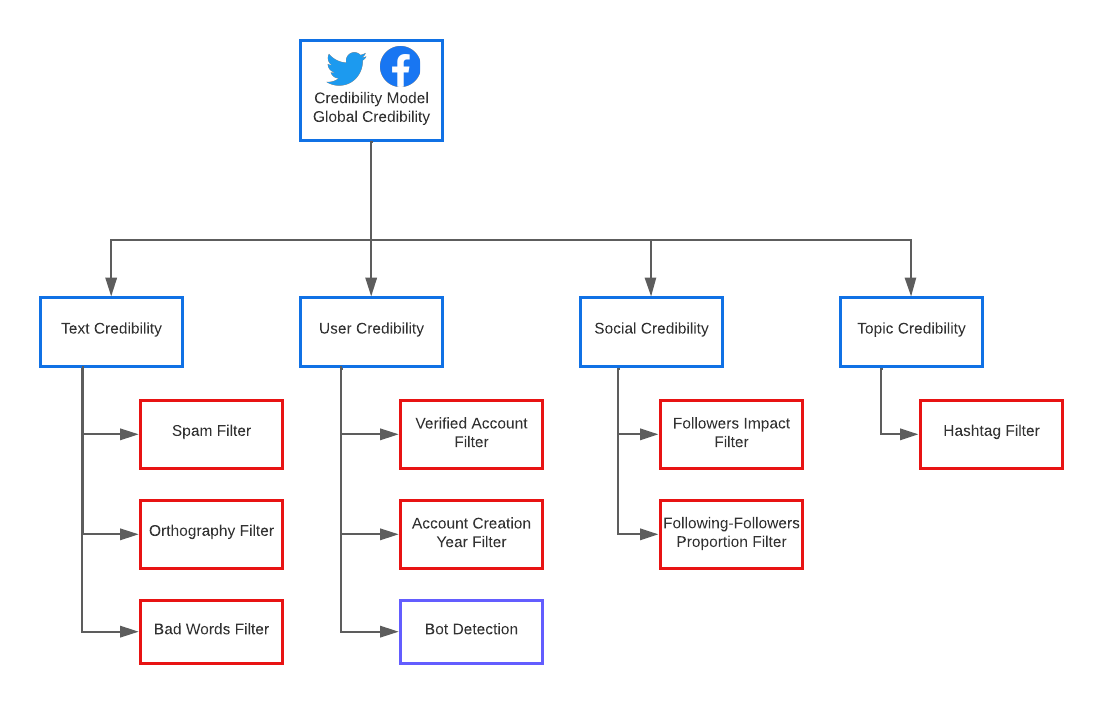 Credibility Model
Global Credibility
Text Credibility
User Credibility
Social Credibility
Topic Credibility
Spam Filter
Verified Account
Filter
Followers Impact
Filter
Hashtag Filter
Orthography Filter
Account Creation
Year Filter
Following-Followers
Proportion Filter
Bad Words Filter
Bot Detection